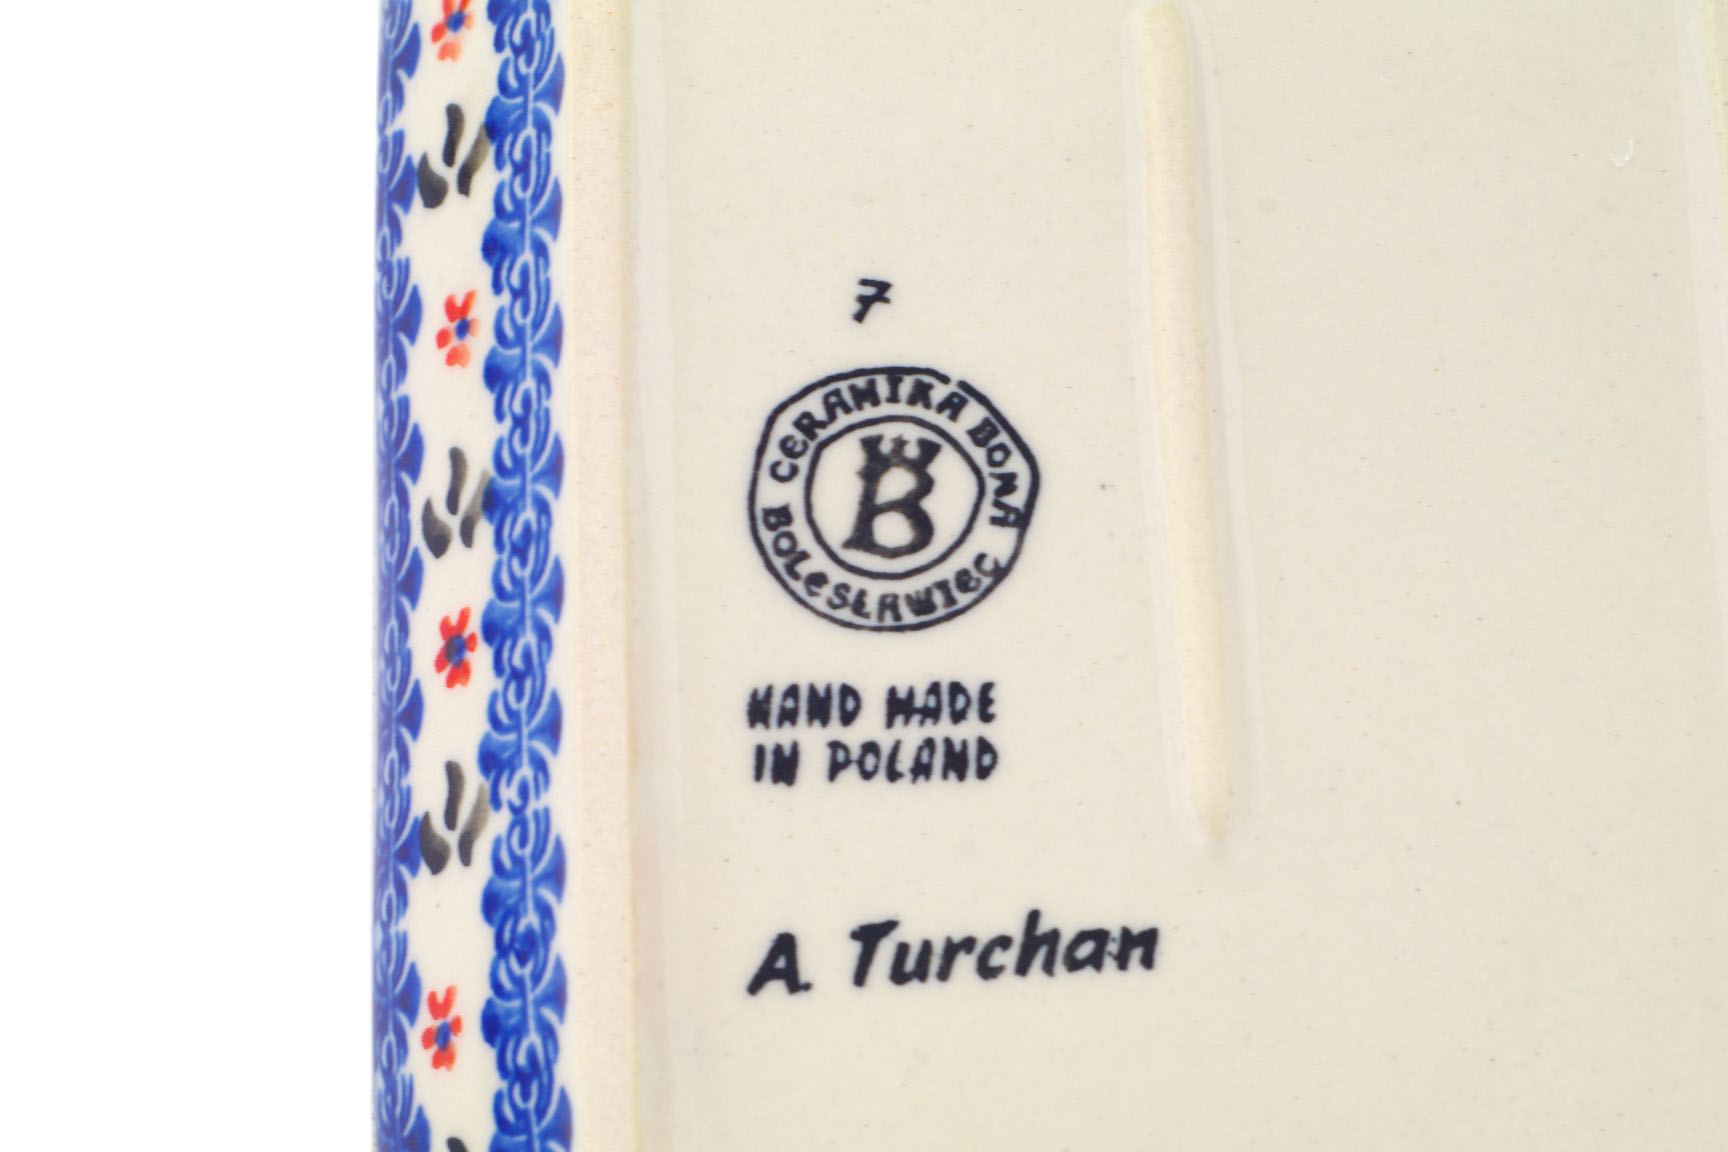 7
CERAMIKA BONA
B
BOLESŁAWIEC
HAND MADE
IN POLAND
A. Turchan